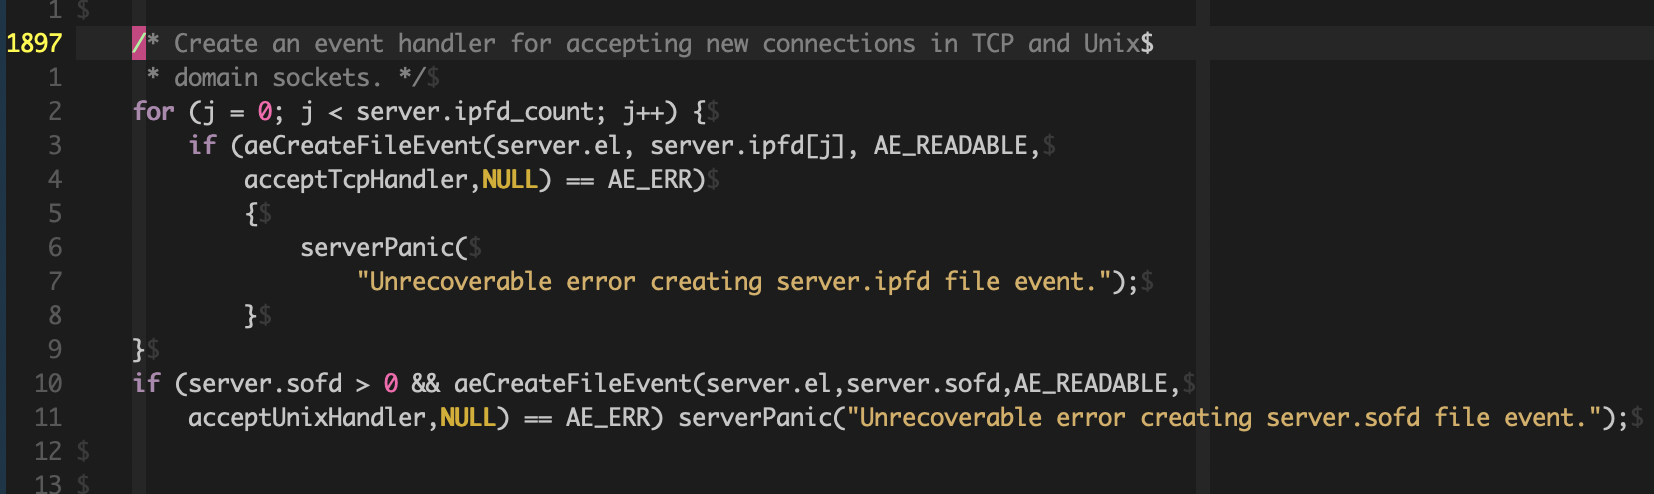 1 $
1897 /* Create an event handler for accepting new connections in TCP and Unix$
1 * domain sockets. */$
2 for (j = 0; j < server.ipfd_count; j++) {$
3 if (aeCreateFileEvent(server.el, server.ipfd[j], AE_READABLE,$
4 acceptTcpHandler,NULL) == AE_ERR)$
5 {$
6 serverPanic($
7 "Unrecoverable error creating server.ipfd file event.");$
8 }$
9 }$
10 if (server.sofd > 0 && aeCreateFileEvent(server.el,server.sofd,AE_READABLE,$
11 acceptUnixHandler,NULL) == AE_ERR) serverPanic("Unrecoverable error creating server.sofd file event.");$
12 $
13 $